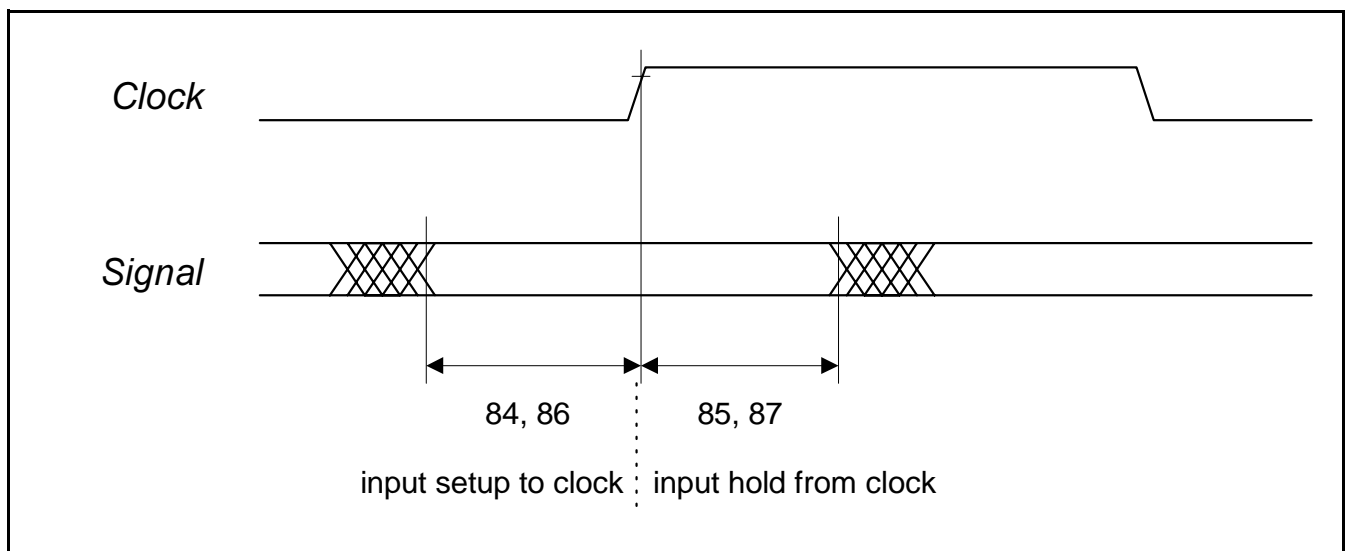 Clock
Signal
84, 86
85, 87
input setup to clock
input hold from clock